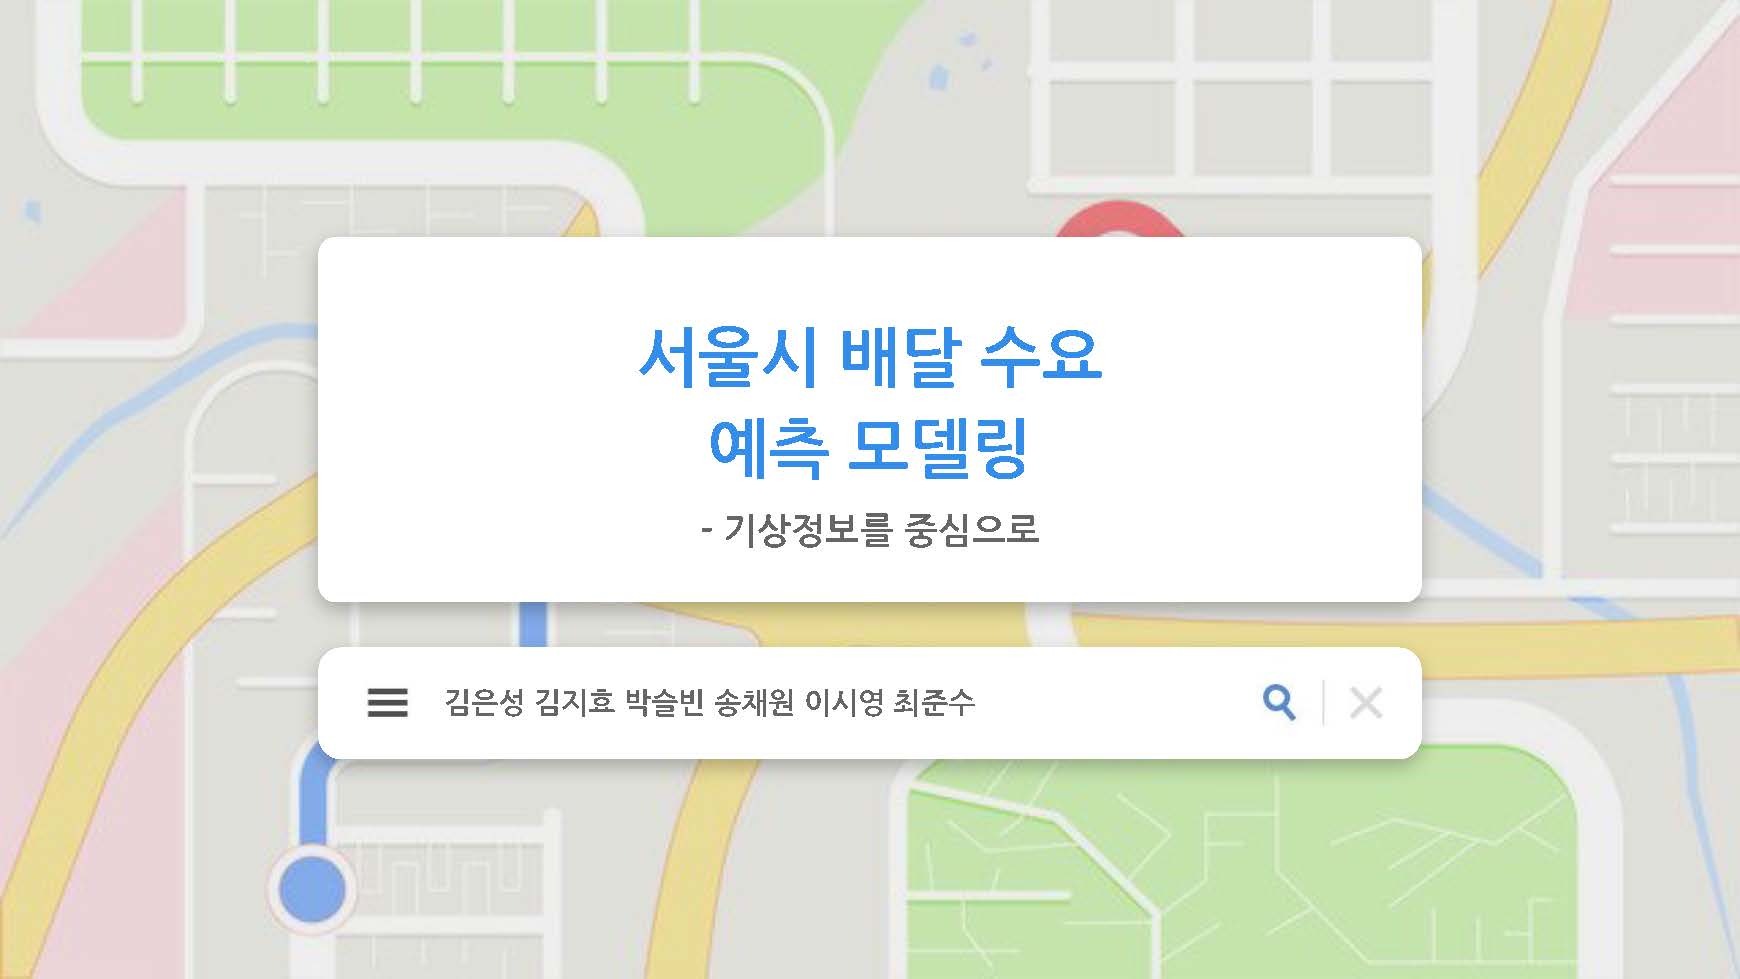 서울시 배달 수요
예측 모델링
- 기상정보를 중심으로
김은성 김지효 박슬빈 송채원 이시영 최준수